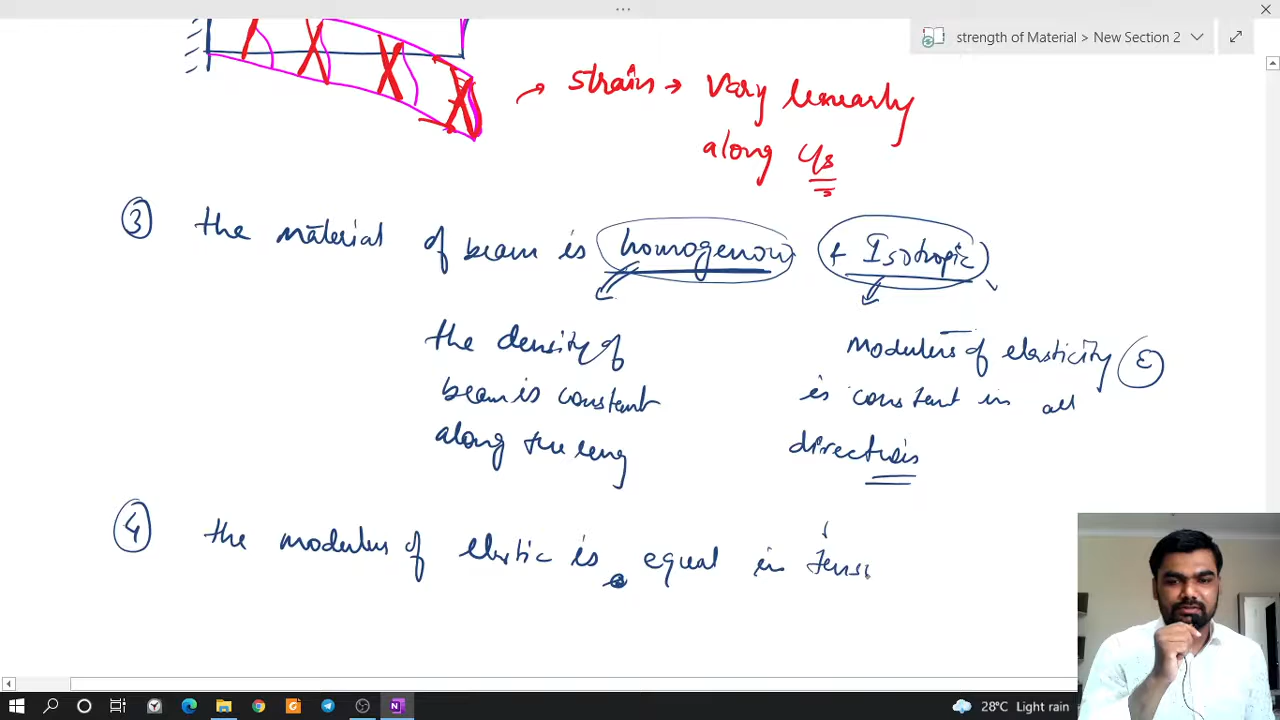 strength of Material > New Section 2
strain → vary linearly
along
③ the material of beam is homogenous + Isotropic
the density of
beam is constant
along the leng
modulus of elasticity (E)
is constant in all
direction
④ the modulus of elastic is equal in tensi
28°C Light rain